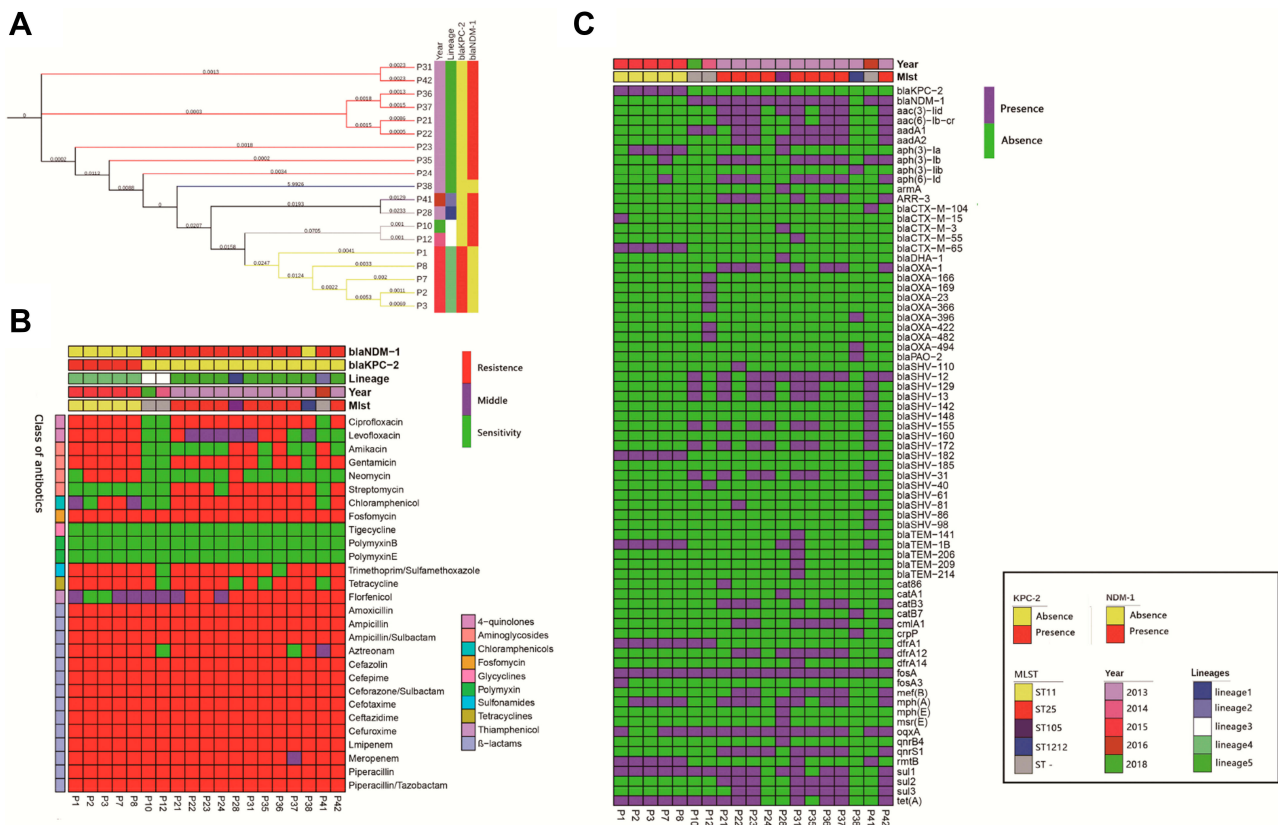 A
Year
Lineage
blaKPC-2
blaNDM-1
0.0013
0.0023
P31
0.0023
P42
0.0003
0.0018
0.0013
P36
0.0015
P37
0.0015
0.0086
P21
0.0005
P22
0
0.0018
P23
0.0002
0.0002
P35
0.0112
0.0034
P24
0.0080
5.9926
P38
0
0.0193
0.0129
P41
0.0233
P28
0.0207
0.0705
0.001
P10
0.001
P12
0.0158
0.0041
P1
0.0247
0.0033
P8
0.0124
0.002
P7
0.0022
0.9011
P2
0.0053
0.0069
P3
B
blaNDM−1
blaKPC−2
Lineage
Year
Mlst
Resistence
Middle
Sensitivity
Class of antibootics
Ciprofloxacin
Levofloxacin
Amikacin
Gentamicin
Neomycin
Streptomycin
Chloramphenicol
Fosfomycin
Tigecycline
PolymyxinB
PolymyxinE
Trimethoprim/Sulfamethoxazole
Tetracycline
Florfenicol
Amoxicillin
Ampicillin
Ampicillin/Sulbactam
Aztreonam
Cefazolin
Cefepime
Ceforazone/Sulbactam
Cefotaxime
Ceftazidime
Cefuroxime
Lmipenem
Meropenem
Piperacillin
Piperacillin/Tazobactam
P1 P2 P3 P7 P8 P10 P12 P21 P22 P23 P24 P28 P31 P35 P36 P37 P38 P41 P42
4-quinolones
Aminoglycosides
Chloramphenicols
Fosfomycin
Glycyclines
Polymyxin
Sulfonamides
Tetracyclines
Thiamphenicol
ß-lactams
C
Year
Mlst
Presence
Absence
blaKPC−2
blaNDM−1
aac(3)−Iid
aac(6)−Ib−cr
aadA1
aadA2
aph(3)−Ia
aph(3)−Ib
aph(3)−Iib
aph(6)−Id
armA
ARR−3
blaCTX−M−104
blaCTX−M−15
blaCTX−M−3
blaCTX−M−55
blaCTX−M−65
blaDHA−1
blaOXA−1
blaOXA−166
blaOXA−169
blaOXA−23
blaOXA−366
blaOXA−396
blaOXA−422
blaOXA−482
blaOXA−494
blaPAO−2
blaSHV−110
blaSHV−12
blaSHV−129
blaSHV−13
blaSHV−142
blaSHV−148
blaSHV−155
blaSHV−160
blaSHV−172
blaSHV−182
blaSHV−185
blaSHV−31
blaSHV−40
blaSHV−61
blaSHV−81
blaSHV−86
blaSHV−98
blaTEM−141
blaTEM−1B
blaTEM−206
blaTEM−209
blaTEM−214
cat86
catA1
catB3
catB7
cmlA1
crpP
dfrA1
dfrA12
dfrA14
fosA
fosA3
mef(B)
mph(A)
mph(E)
msr(E)
oqxA
qnrB4
qnrS1
rmtB
sul1
sul2
sul3
tet(A)
P1 P2 P3 P7 P8 P10 P12 P21 P22 P23 P24 P28 P31 P35 P36 P37 P38 P41 P42
KPC-2
Absence
Presence
NDM-1
Absence
Presence
MLST
ST11
ST25
ST105
ST1212
ST -
Year
2013
2014
2015
2016
2018
Lineages
lineage1
lineage2
lineage3
lineage4
lineage5